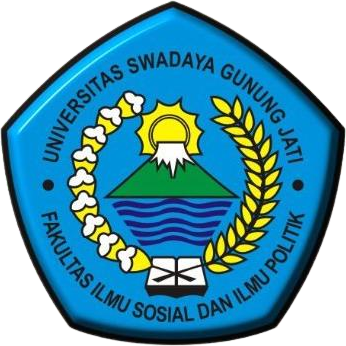 UNIVERSITAS SWADAYA GUNUNG JATI
FAKULTAS ILMU SOSIAL DAN ILMU POLITIK